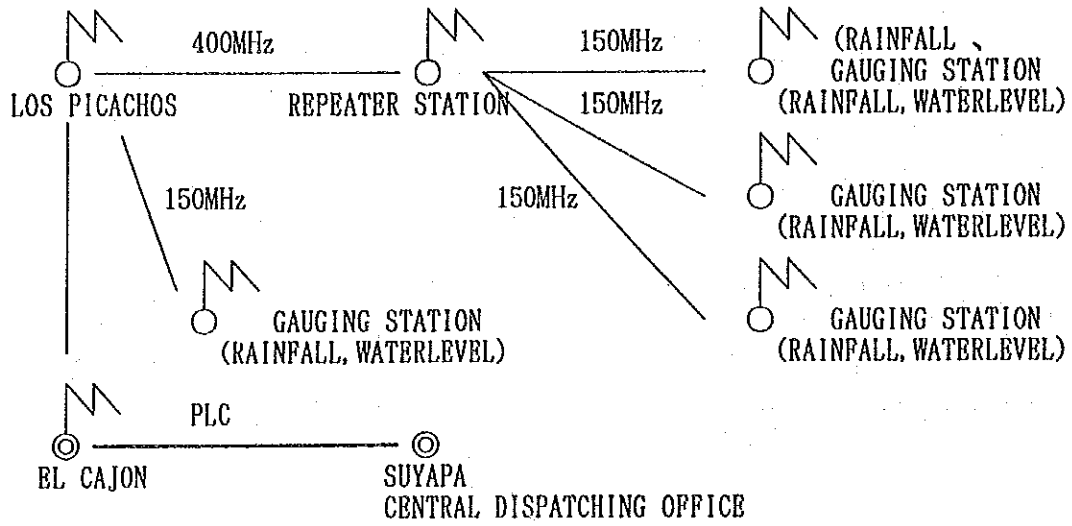 400MHz
150MHz
(RAINFALL 、
GAUGING STATION
(RAINFALL, WATERLEVEL)
LOS PICACHOS
REPEATER STATION
150MHz
150MHz
150MHz
GAUGING STATION
(RAINFALL, WATERLEVEL)
GAUGING STATION
(RAINFALL, WATERLEVEL)
GAUGING STATION
(RAINFALL, WATERLEVEL)
PLC
EL CAJON
SUYAPA
CENTRAL DISPATCHING OFFICE